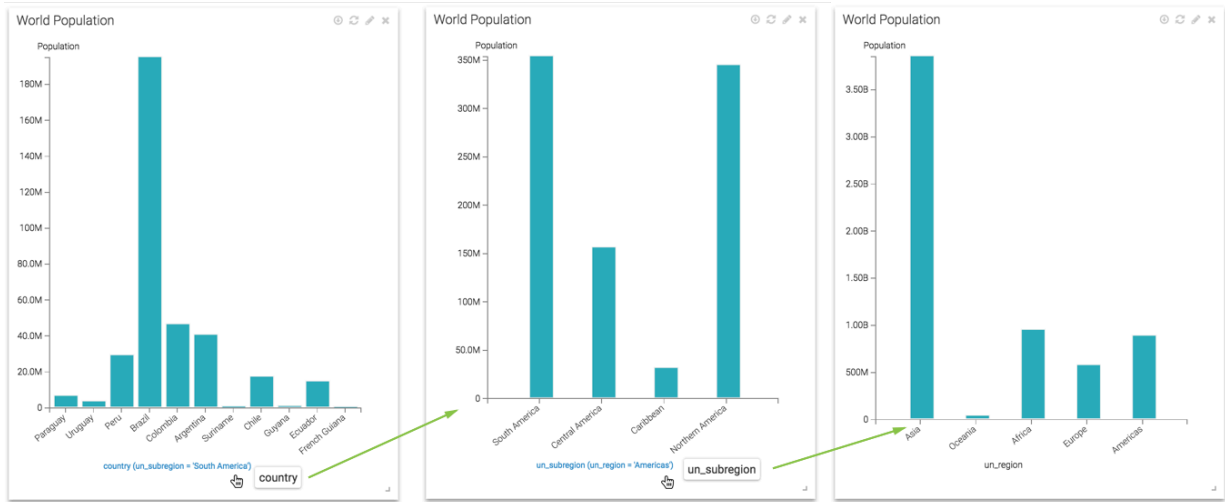 World Population
Population
180M
160M
140M
120M
100M
80.0M
60.0M
40.0M
20.0M
0
Paraguay
Uruguay
Peru
Brazil
Colombia
Argentina
Suriname
Chile
Guyana
Ecuador
French Guiana
country (un_subregion = 'South America')
country
World Population
Population
350M
300M
250M
200M
150M
100M
50.0M
0
South America
Central America
Caribbean
Northern America
un_subregion (un_region = 'Americas')
un_subregion
World Population
Population
3.50B
3.00B
2.50B
2.00B
1.50B
1.00B
500M
0
Asia
Oceania
Africa
Europe
Americas
un_region